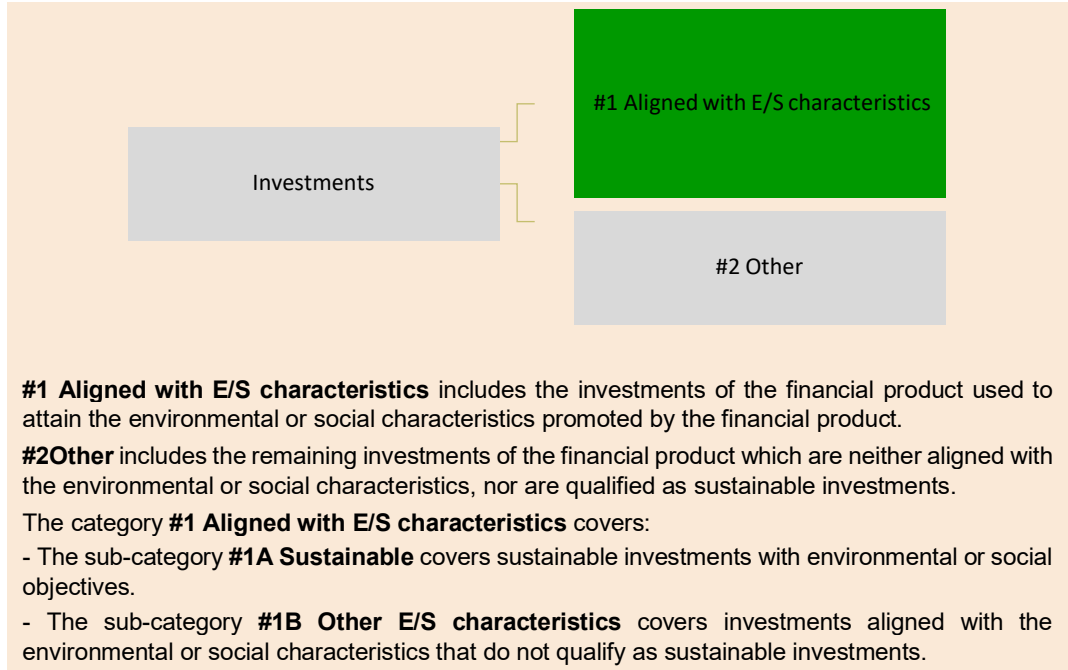 #1 Aligned with E/S characteristics
Investments
#2 Other
#1 Aligned with E/S characteristics includes the investments of the financial product used to
attain the environmental or social characteristics promoted by the financial product.
#2Other includes the remaining investments of the financial product which are neither aligned with
the environmental or social characteristics, nor are qualified as sustainable investments.
The category #1 Aligned with E/S characteristics covers:
- The sub-category #1A Sustainable covers sustainable investments with environmental or social
objectives.
- The sub-category #1B Other E/S characteristics covers investments aligned with the
environmental or social characteristics that do not qualify as sustainable investments.